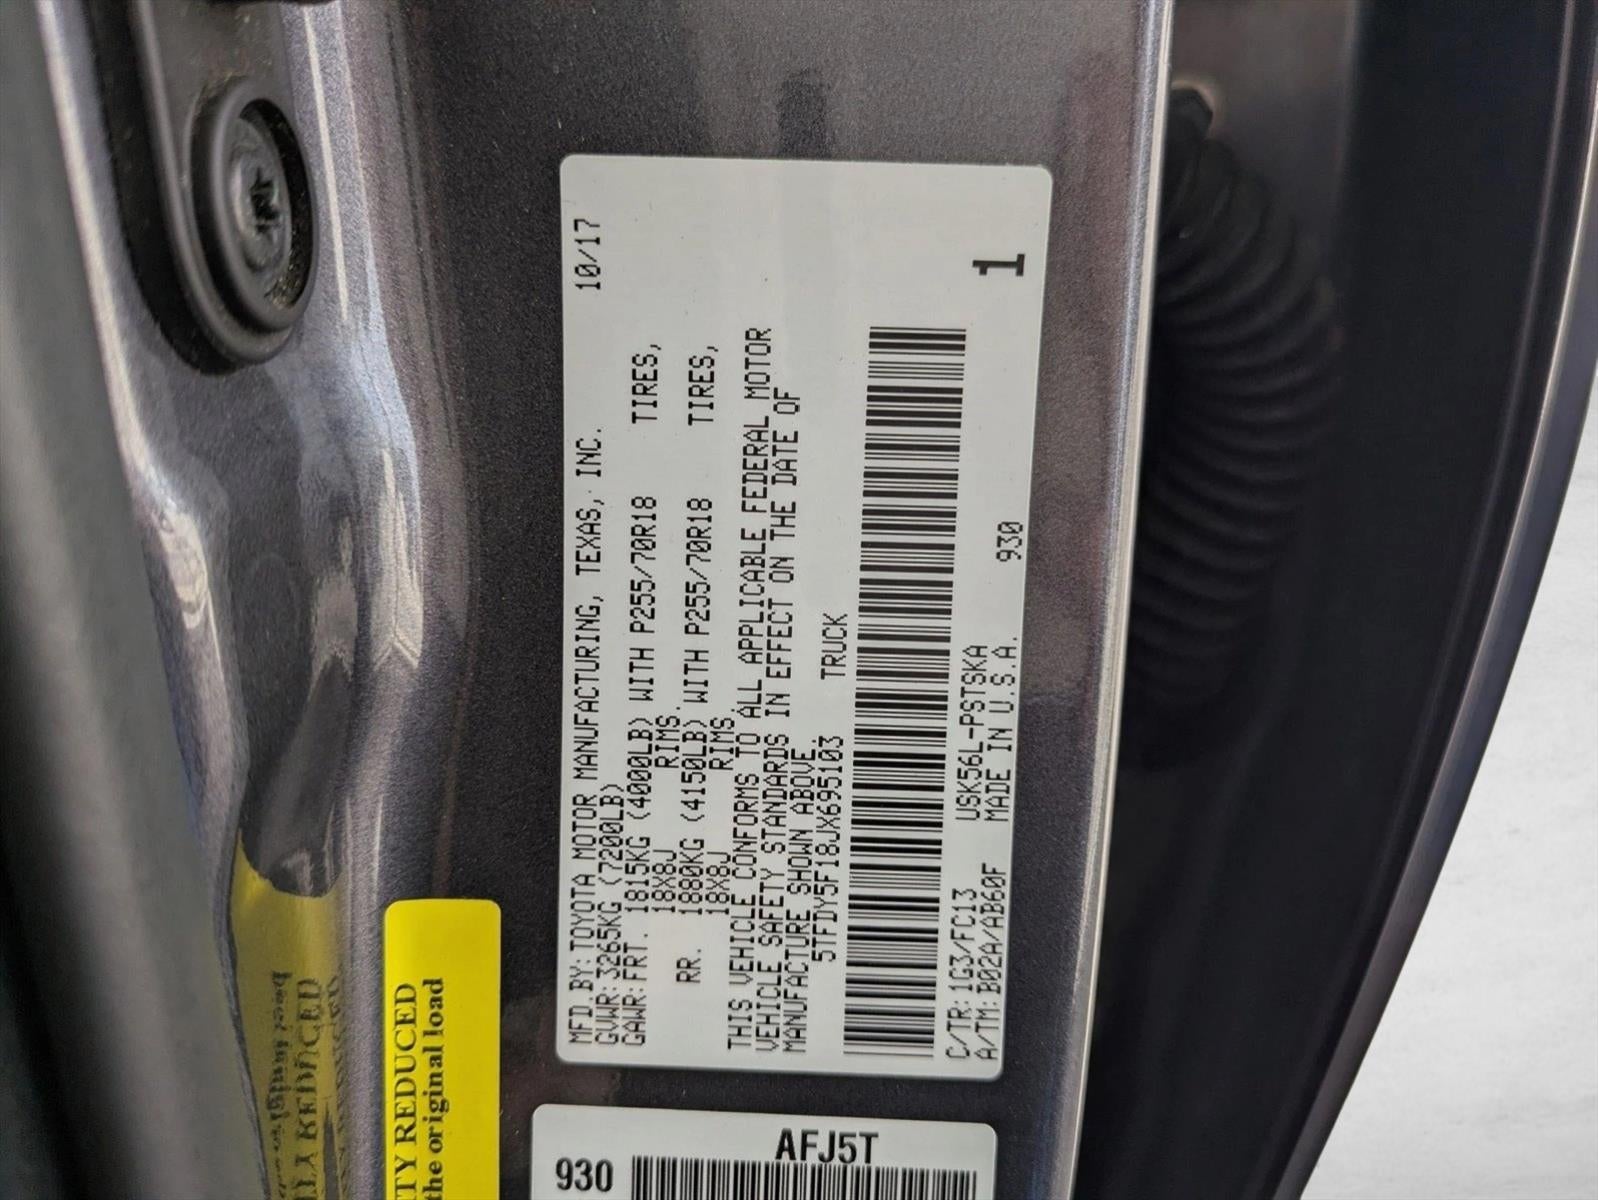 MFD.BY: TOYOTA MOTOR MANUFACTURING, TEXAS, INC. 10/17
GVWR: 3265KG (7200LB)
GAWR: FRT. 1815KG (4000LB) WITH P255/70R18 TIRES,
18X8J RIMS.
RR. 1880KG (4150LB) WITH P255/70R18 TIRES,
18X8J RIMS
THIS VEHICLE CONFORMS TO ALL APPLICABLE FEDERAL MOTOR
VEHICLE SAFETY STANDARDS IN EFFECT ON THE DATE OF
MANUFACTURE SHOWN ABOVE.
5TFDY5F18JX695103 TRUCK
C/TR: 1G3/FC13 USK56L-PSTSKA 930
A/TM: B02A/AB60F MADE IN U.S.A.
1
ITY REDUCED
the original load
930 AFJ5T